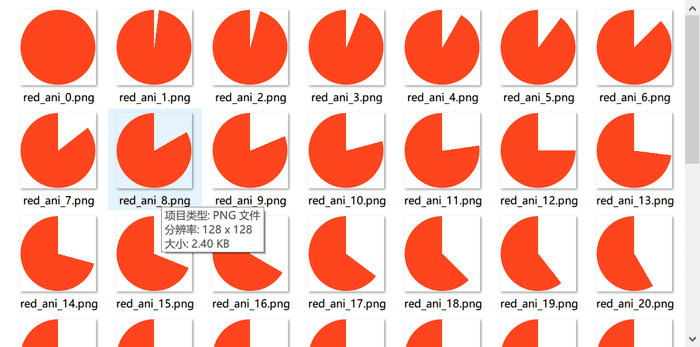 red_ani_0.png
red_ani_1.png
red_ani_2.png
red_ani_3.png
red_ani_4.png
red_ani_5.png
red_ani_6.png
red_ani_7.png
red_ani_8.png
red_ani_9.png
red_ani_10.png
red_ani_11.png
red_ani_12.png
red_ani_13.png
项目类型: PNG 文件
分辨率: 128 x 128
大小: 2.40 KB
red_ani_14.png
red_ani_15.png
red_ani_16.png
red_ani_17.png
red_ani_18.png
red_ani_19.png
red_ani_20.png